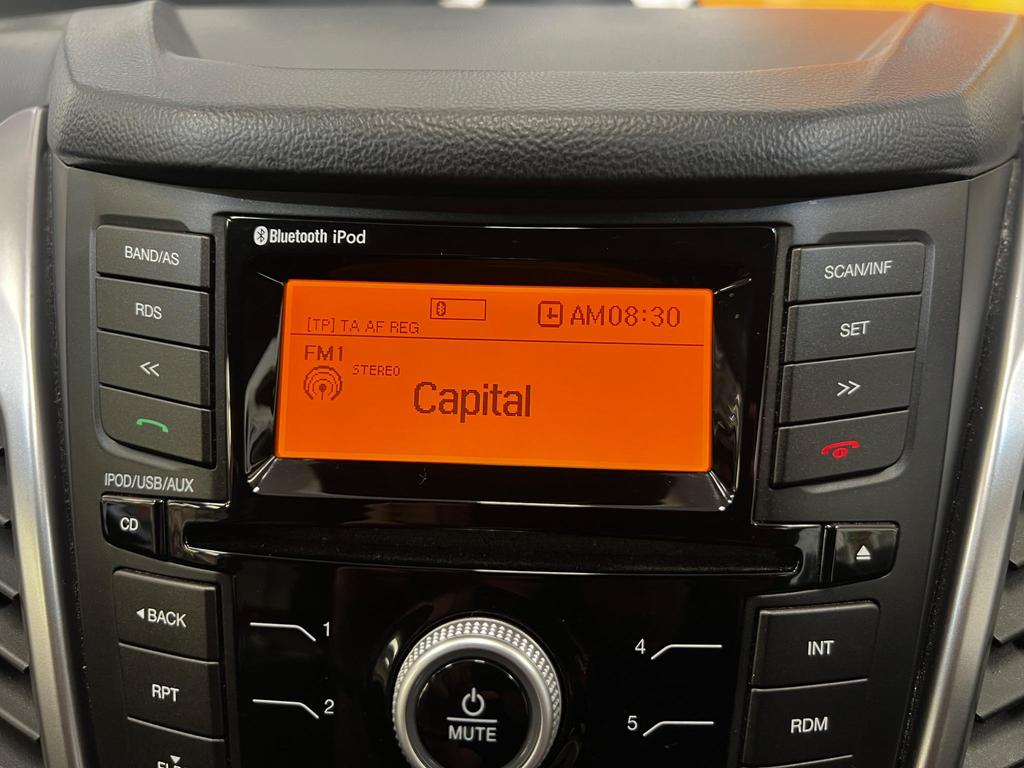 Bluetooth iPod
BAND/AS
SCAN/INF
RDS
SET
[TP] TA AF REG
AM08:30
FM1
STEREO
Capital
<<
>>
IPOD/USB/AUX
CD
BACK
1
4
INT
RPT
2
5
RDM
MUTE